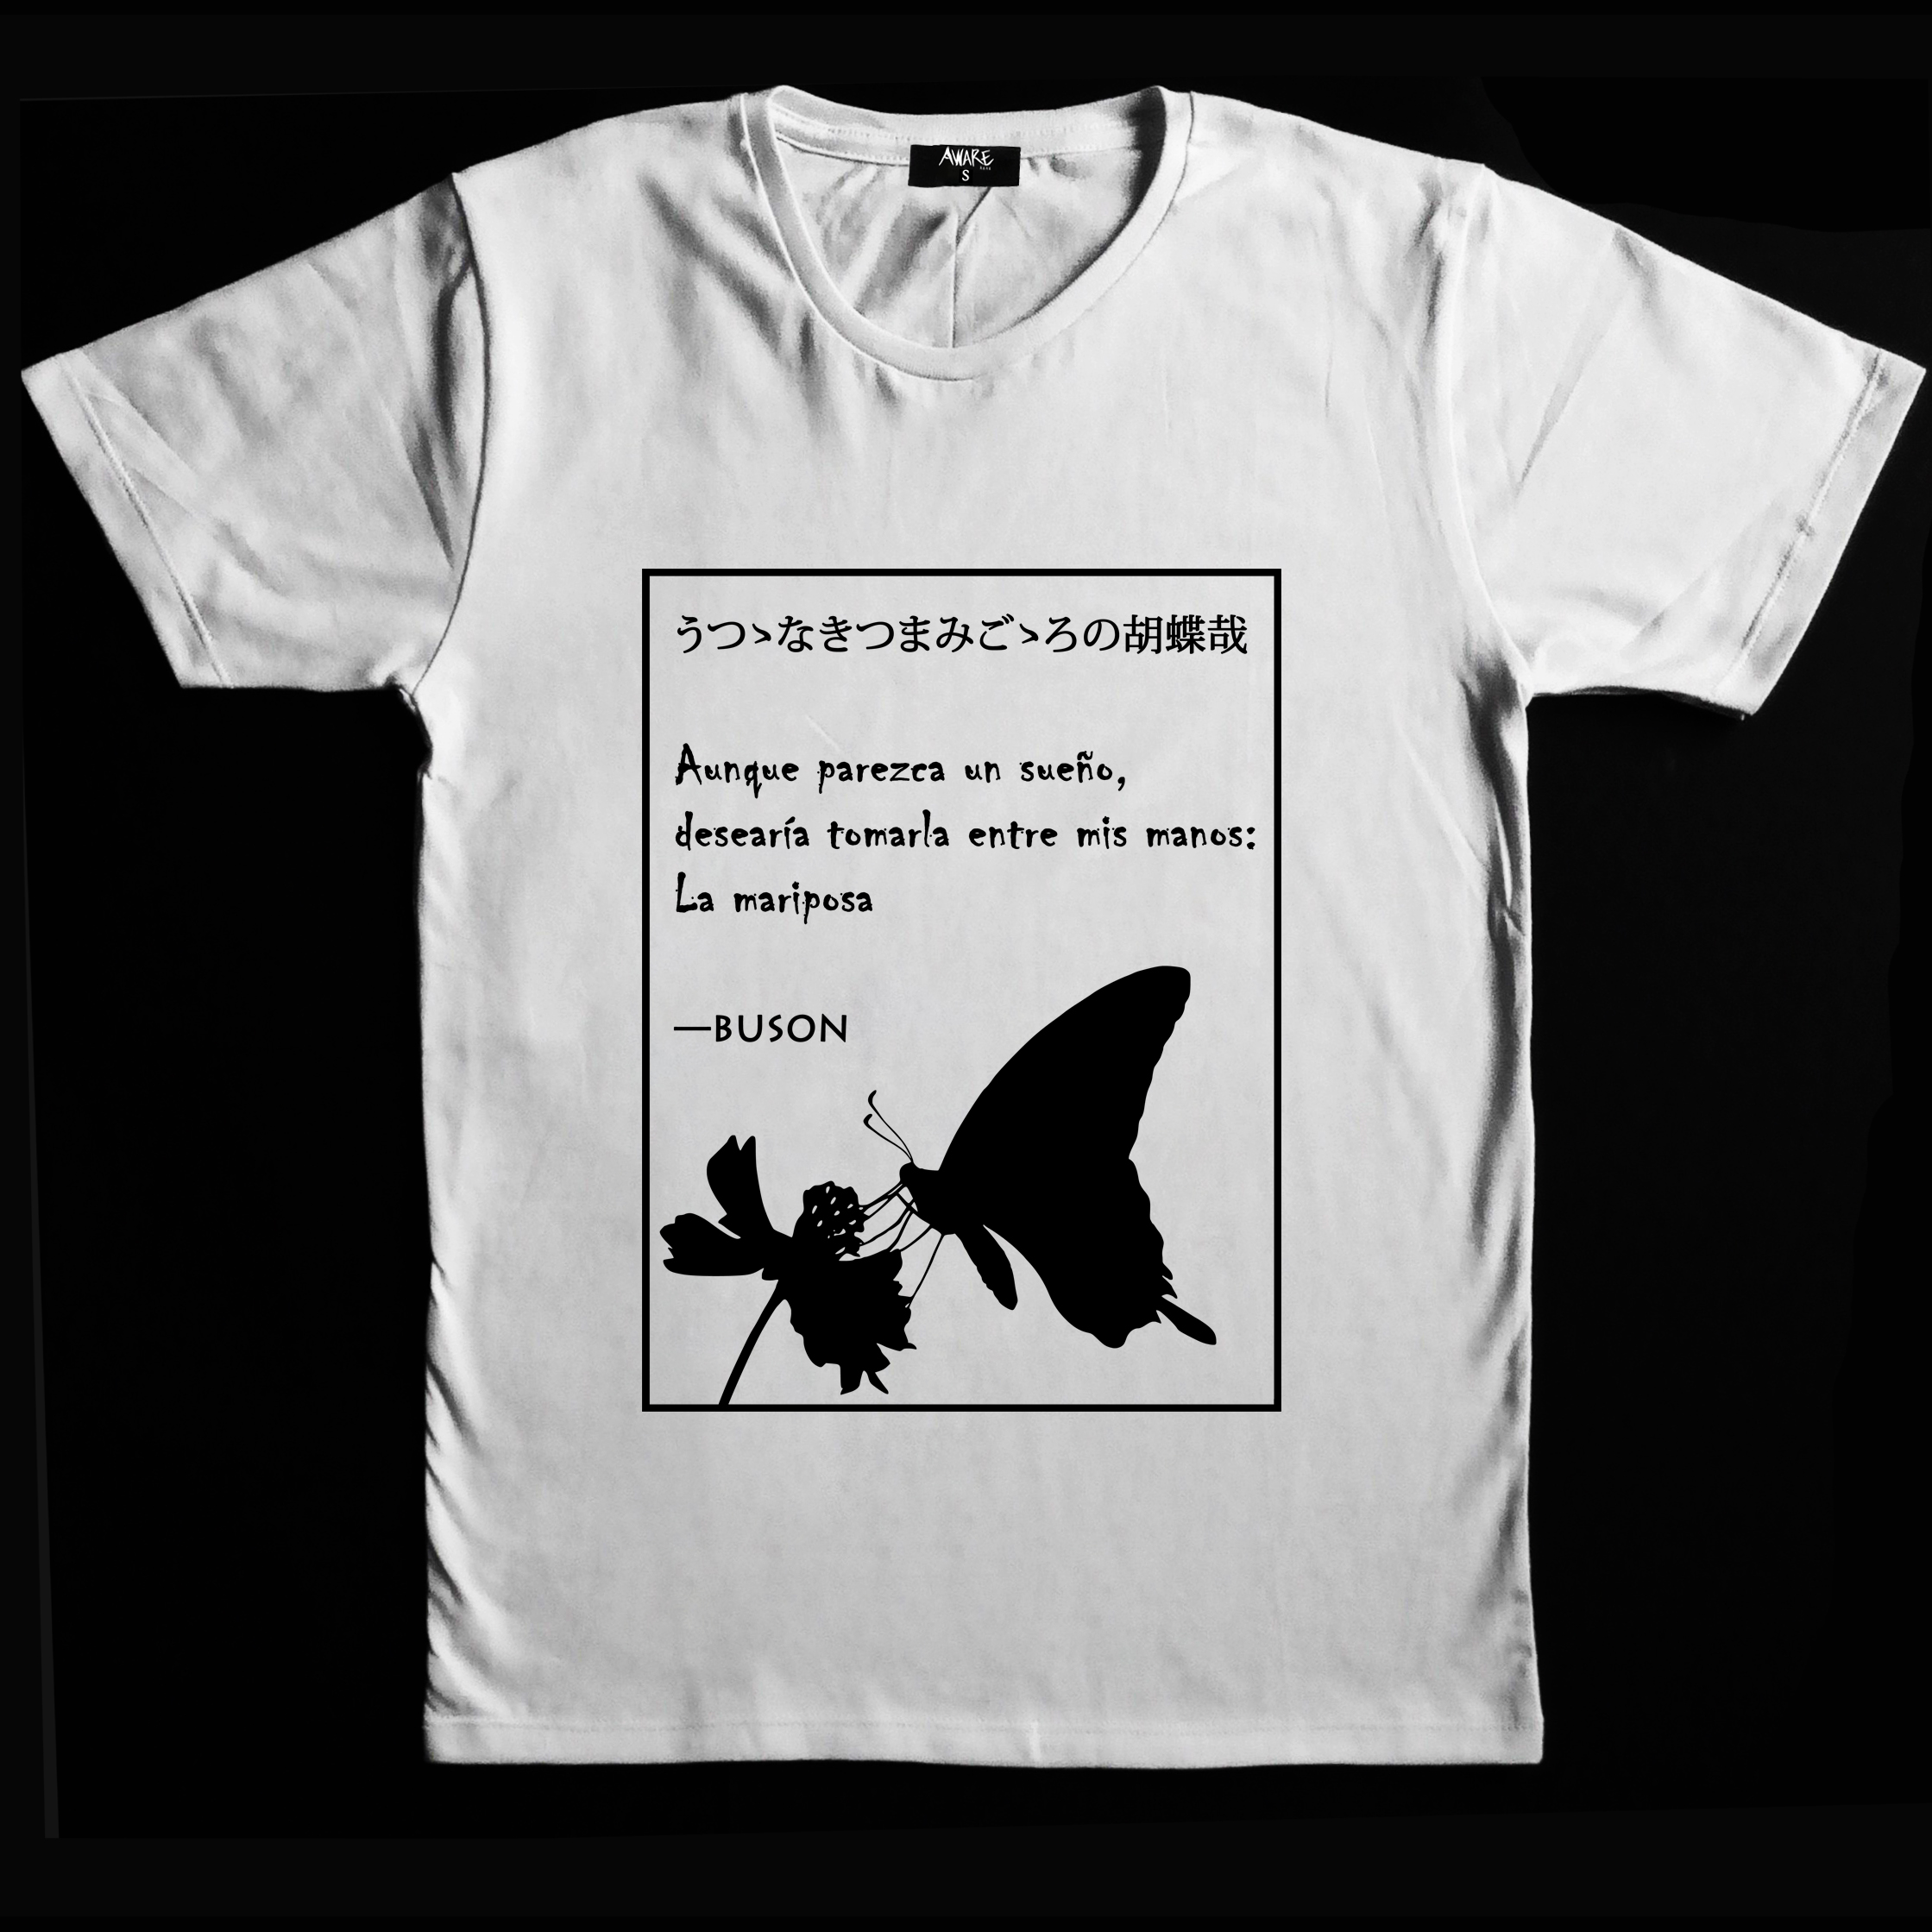 AWARE
S
うつゝなきつまみごゝろの胡蝶哉
Aunque parezca un sueño,
desearía tomarla entre mis manos:
La mariposa
—BUSON